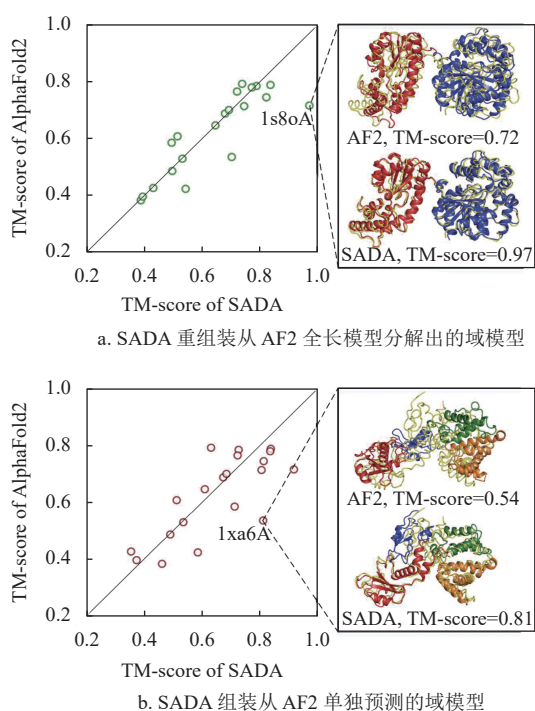 TM-score of AlphaFold2
1.0
0.8
0.6
0.4
0.2
0.2 0.4 0.6 0.8 1.0
TM-score of SADA
1s8oA
AF2, TM-score=0.72
SADA, TM-score=0.97
a. SADA 重组装从 AF2 全长模型分解出的域模型
TM-score of AlphaFold2
1.0
0.8
0.6
0.4
0.2
0.2 0.4 0.6 0.8 1.0
TM-score of SADA
1xa6A
AF2, TM-score=0.54
SADA, TM-score=0.81
b. SADA 组装从 AF2 单独预测的域模型